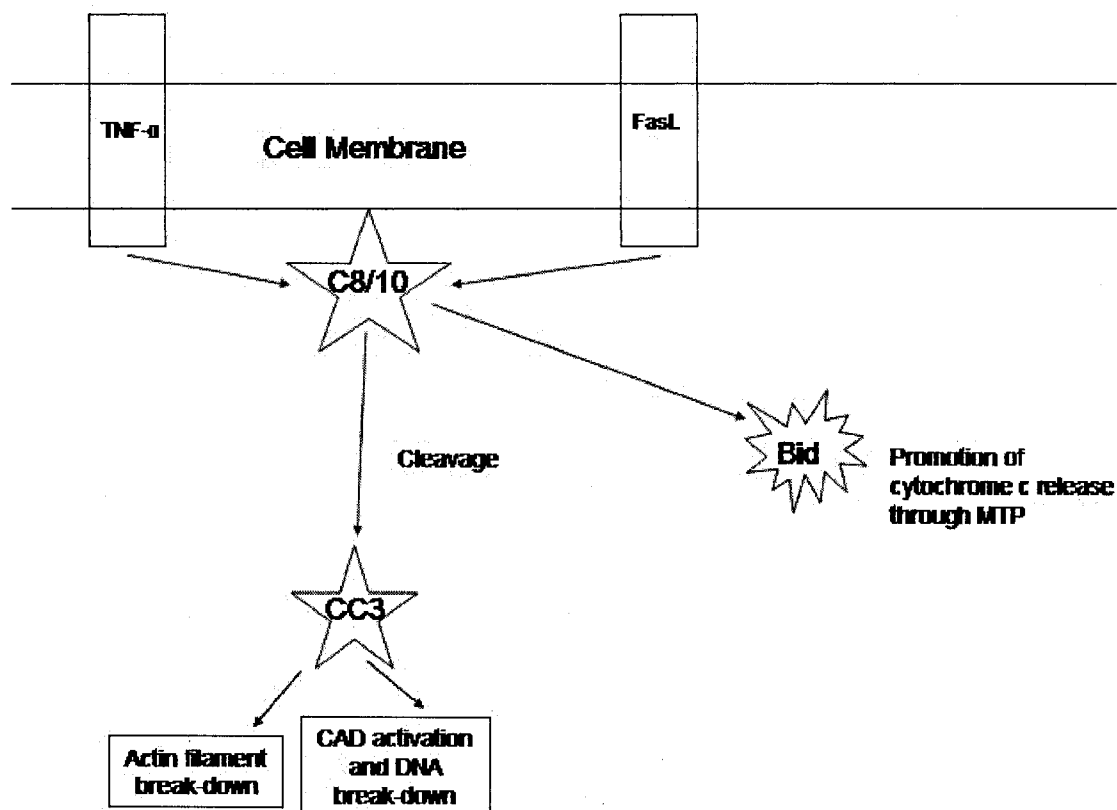 TNF-α
Cell Membrane
FasL
C8/10
Cleavage
Bid
Promotion of
cytochrome c release
through MTP
CC3
Actin filament
break-down
CAD activation
and DNA
break-down